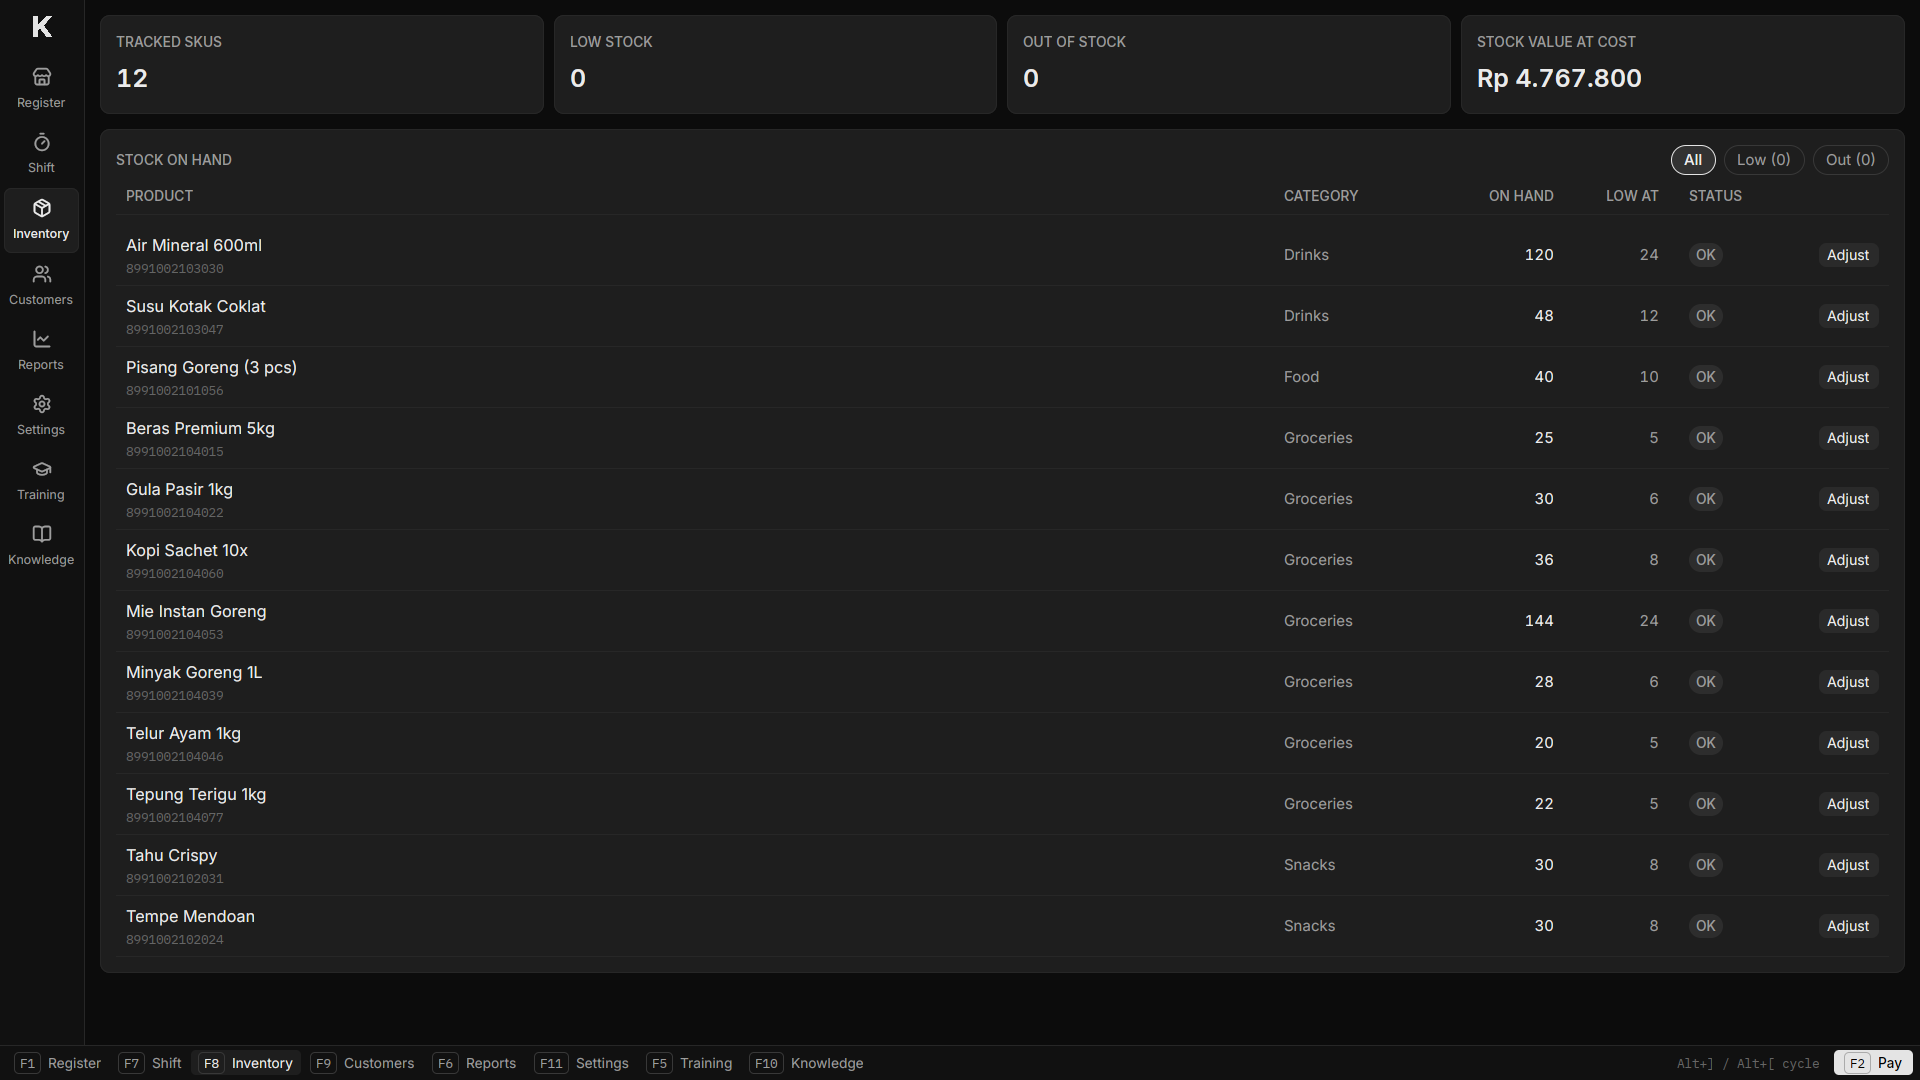 K
Register
Shift
Inventory
Customers
Reports
Settings
Training
Knowledge
TRACKED SKUS
12
LOW STOCK
0
OUT OF STOCK
0
STOCK VALUE AT COST
Rp 4.767.800
STOCK ON HAND
All Low (0) Out (0)
PRODUCT CATEGORY ON HAND LOW AT STATUS
Air Mineral 600ml
8991002103030
Drinks 120 24 OK Adjust
Susu Kotak Coklat
8991002103047
Drinks 48 12 OK Adjust
Pisang Goreng (3 pcs)
8991002101056
Food 40 10 OK Adjust
Beras Premium 5kg
8991002104015
Groceries 25 5 OK Adjust
Gula Pasir 1kg
8991002104022
Groceries 30 6 OK Adjust
Kopi Sachet 10x
8991002104060
Groceries 36 8 OK Adjust
Mie Instan Goreng
8991002104053
Groceries 144 24 OK Adjust
Minyak Goreng 1L
8991002104039
Groceries 28 6 OK Adjust
Telur Ayam 1kg
8991002104046
Groceries 20 5 OK Adjust
Tepung Terigu 1kg
8991002104077
Groceries 22 5 OK Adjust
Tahu Crispy
8991002102031
Snacks 30 8 OK Adjust
Tempe Mendoan
8991002102024
Snacks 30 8 OK Adjust
F1 Register F7 Shift F8 Inventory F9 Customers F6 Reports F11 Settings F5 Training F10 Knowledge Alt+] / Alt+[ cycle F2 Pay